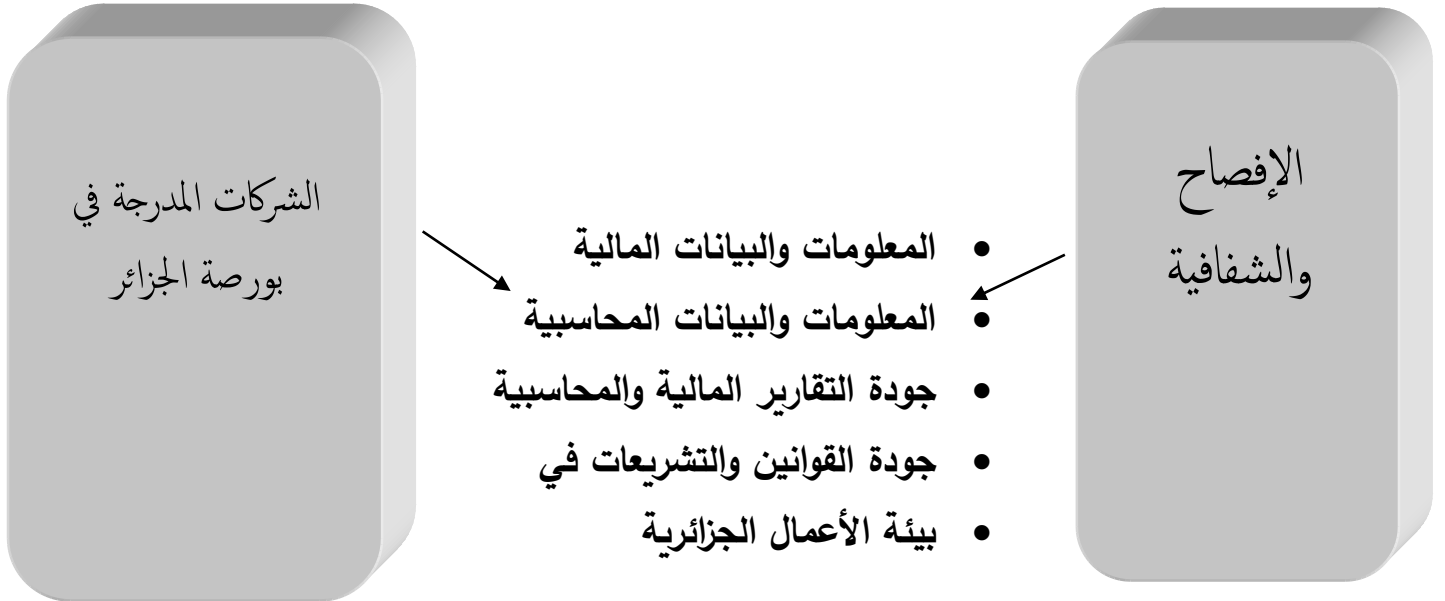 الإفصاح
والشفافية
المعلومات والبيانات المالية
المعلومات والبيانات المحاسبية
جودة التقارير المالية والمحاسبية
جودة القوانين والتشريعات في
بيئة الأعمال الجزائرية
الشركات المدرجة في
بورصة الجزائر